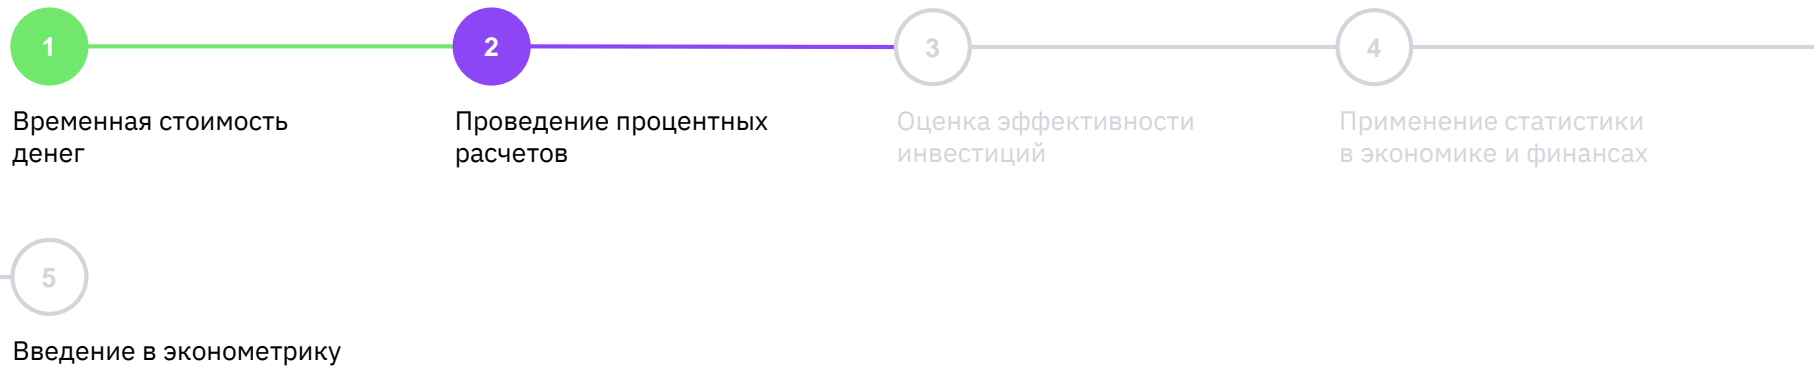 1
2
3
4
Временная стоимость
денег
Проведение процентных
расчетов
Оценка эффективности
инвестиций
Применение статистики
в экономике и финансах
5
Введение в эконометрику